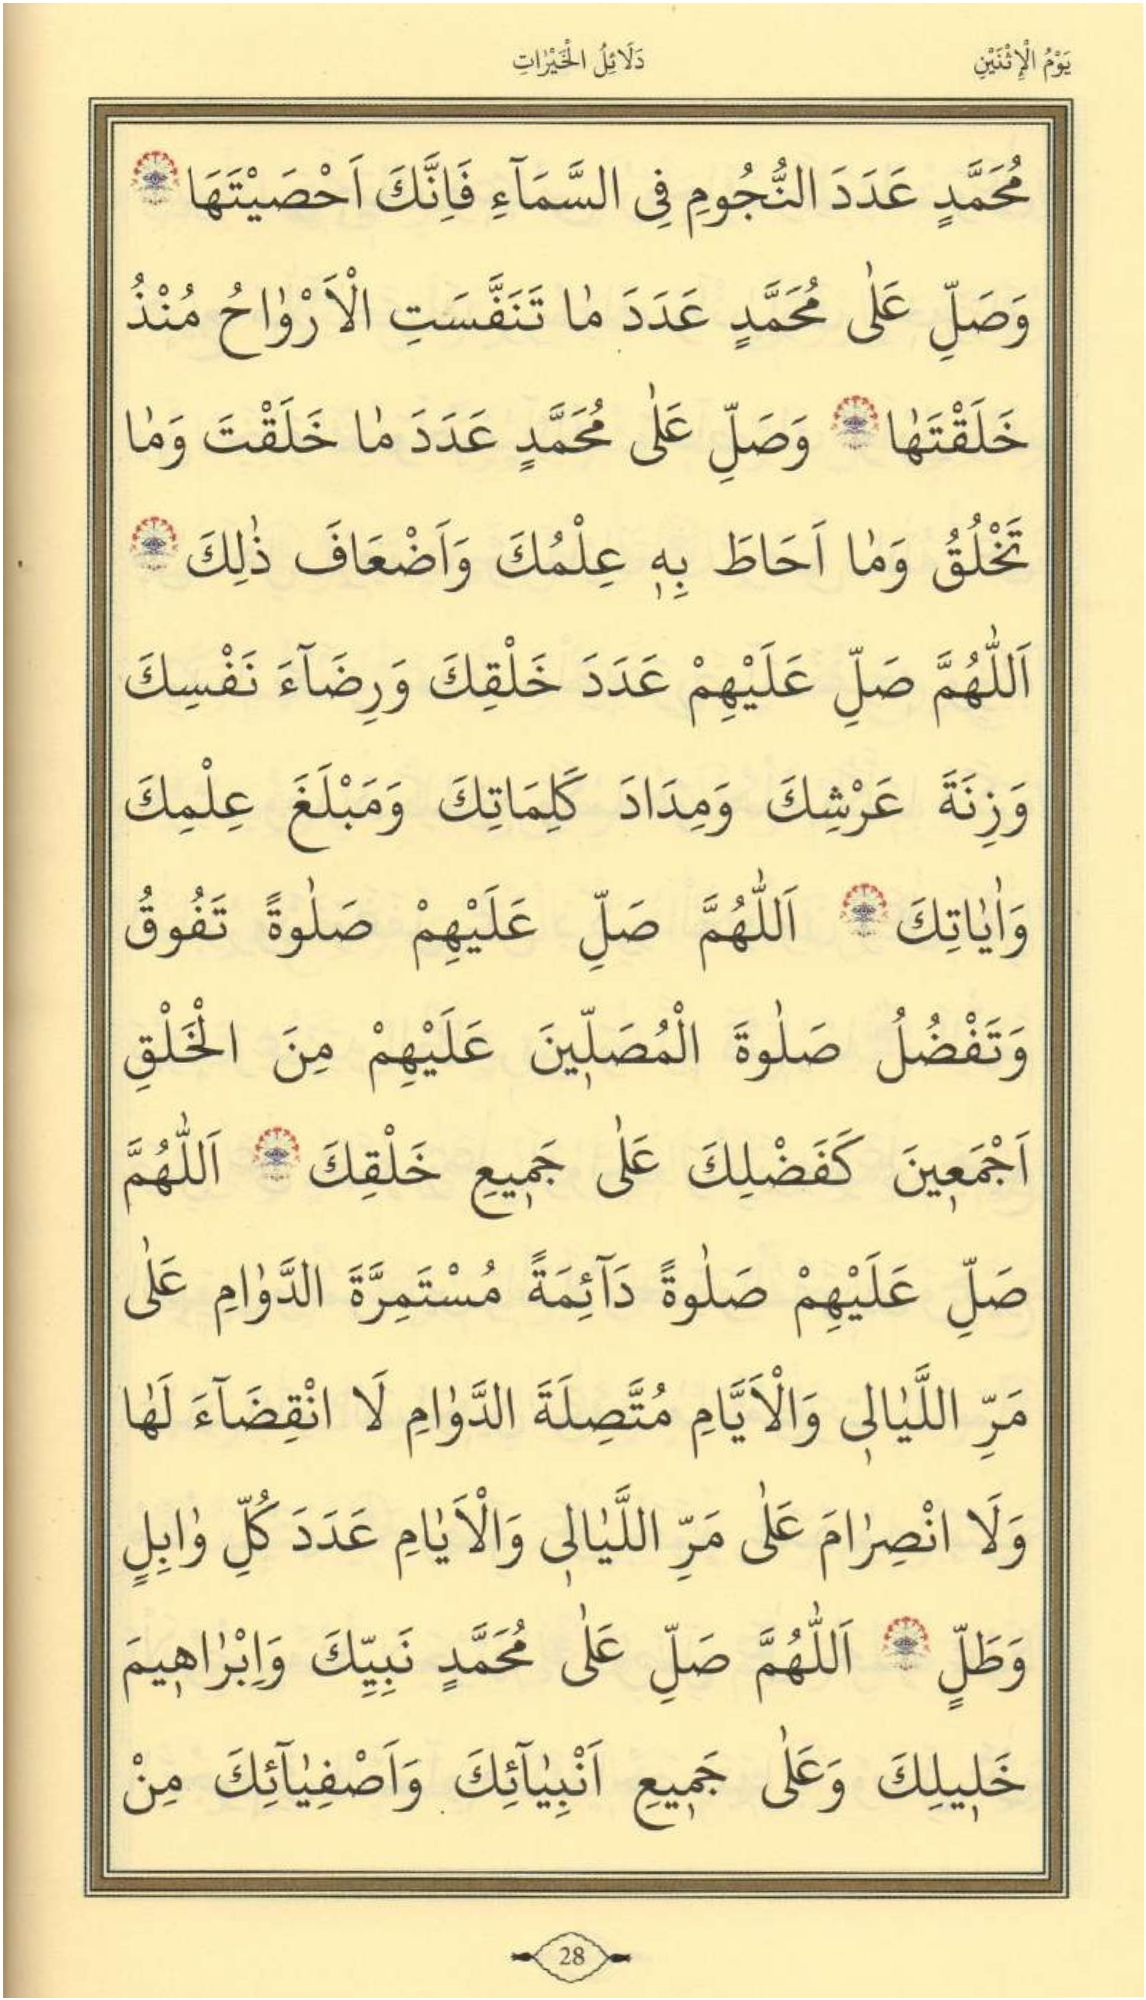 يَوْمُ الْاِثْنَيْنِ
دَلَائِلُ الْخَيْرَاتِ
مُحَمَّدٍ عَدَدَ النُّجُومِ فِى السَّمَآءِ فَاِنَّكَ اَحْصَيْتَهَا
وَصَلِّ عَلٰى مُحَمَّدٍ عَدَدَ مٰا تَنَفَّسَتِ الْاَرْوٰاحُ مُنْذُ
خَلَقْتَهٰا وَصَلِّ عَلٰى مُحَمَّدٍ عَدَدَ مٰا خَلَقْتَ وَمٰا
تَخْلُقُ وَمٰا اَحَاطَ بِهٖ عِلْمُكَ وَاَضْعَافَ ذٰلِكَ
اَللّٰهُمَّ صَلِّ عَلَيْهِمْ عَدَدَ خَلْقِكَ وَرِضَآءَ نَفْسِكَ
وَزِنَةَ عَرْشِكَ وَمِدَادَ كَلِمَاتِكَ وَمَبْلَغَ عِلْمِكَ
وَاٰيٰاتِكَ اَللّٰهُمَّ صَلِّ عَلَيْهِمْ صَلٰوةً تَفُوقُ
وَتَفْضُلُ صَلٰوةَ الْمُصَلّٖينَ عَلَيْهِمْ مِنَ الْخَلْقِ
اَجْمَعٖينَ كَفَضْلِكَ عَلٰى جَمٖيعِ خَلْقِكَ اَللّٰهُمَّ
صَلِّ عَلَيْهِمْ صَلٰوةً دَآئِمَةً مُسْتَمِرَّةَ الدَّوٰامِ عَلٰى
مَرِّ اللَّيٰالٖى وَالْاَيَّامِ مُتَّصِلَةَ الدَّوٰامِ لَا انْقِضَآءَ لَهٰا
وَلَا انْصِرٰامَ عَلٰى مَرِّ اللَّيٰالٖى وَالْاَيٰامِ عَدَدَ كُلِّ وٰابِلٍ
وَطَلٍّ اَللّٰهُمَّ صَلِّ عَلٰى مُحَمَّدٍ نَبِيِّكَ وَاِبْرٰاهٖيمَ
خَلٖيلِكَ وَعَلٰى جَمٖيعِ اَنْبِيٰآئِكَ وَاَصْفِيٰآئِكَ مِنْ
28